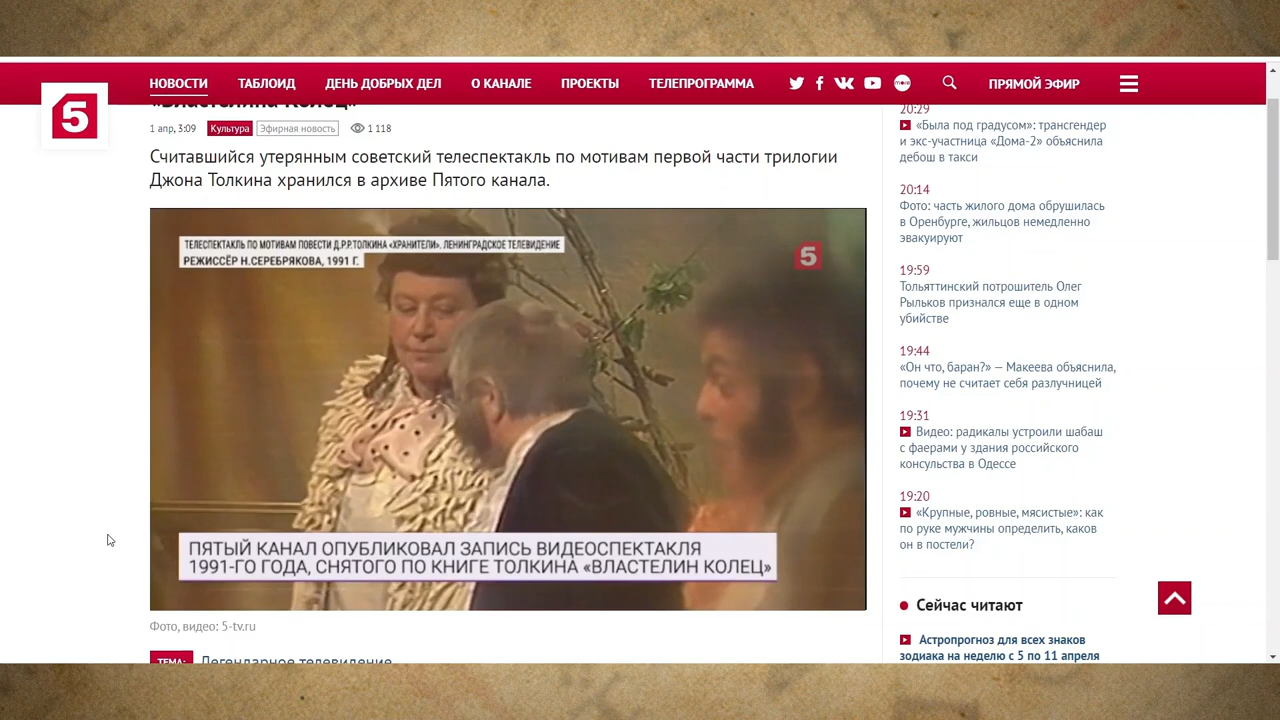 НОВОСТИ
ТАБЛОИД
ДЕНЬ ДОБРЫХ ДЕЛ
О КАНАЛЕ
ПРОЕКТЫ
ТЕЛЕПРОГРАММА
more
ПРЯМОЙ ЭФИР
5
«Властелина Колец»
1 апр, 3:09
Культура
Эфирная новость
1 118
Считавшийся утерянным советский телеспектакль по мотивам первой части трилогии
Джона Толкина хранился в архиве Пятого канала.
ТЕЛЕСПЕКТАКЛЬ ПО МОТИВАМ ПОВЕСТИ Д.Р.Р.ТОЛКИНА «ХРАНИТЕЛИ». ЛЕНИНГРАДСКОЕ ТЕЛЕВИДЕНИЕ
РЕЖИССЁР Н.СЕРЕБРЯКОВА, 1991 Г.
5
ПЯТЫЙ КАНАЛ ОПУБЛИКОВАЛ ЗАПИСЬ ВИДЕОСПЕКТАКЛЯ
1991-ГО ГОДА, СНЯТОГО ПО КНИГЕ ТОЛКИНА «ВЛАСТЕЛИН КОЛЕЦ»
Фото, видео: 5-tv.ru
ТЕМА:
Легендарное телевидение
20:29
«Была под градусом»: трансгендер
и экс-участница «Дома-2» объяснила
дебош в такси
20:14
Фото: часть жилого дома обрушилась
в Оренбурге, жильцов немедленно
эвакуируют
19:59
Тольяттинский потрошитель Олег
Рыльков признался еще в одном
убийстве
19:44
«Он что, баран?» — Макеева объяснила,
почему не считает себя разлучницей
19:31
Видео: радикалы устроили шабаш
с фаерами у здания российского
консульства в Одессе
19:20
«Крупные, ровные, мясистые»: как
по руке мужчины определить, каков
он в постели?
Сейчас читают
Астропрогноз для всех знаков
зодиака на неделю с 5 по 11 апреля